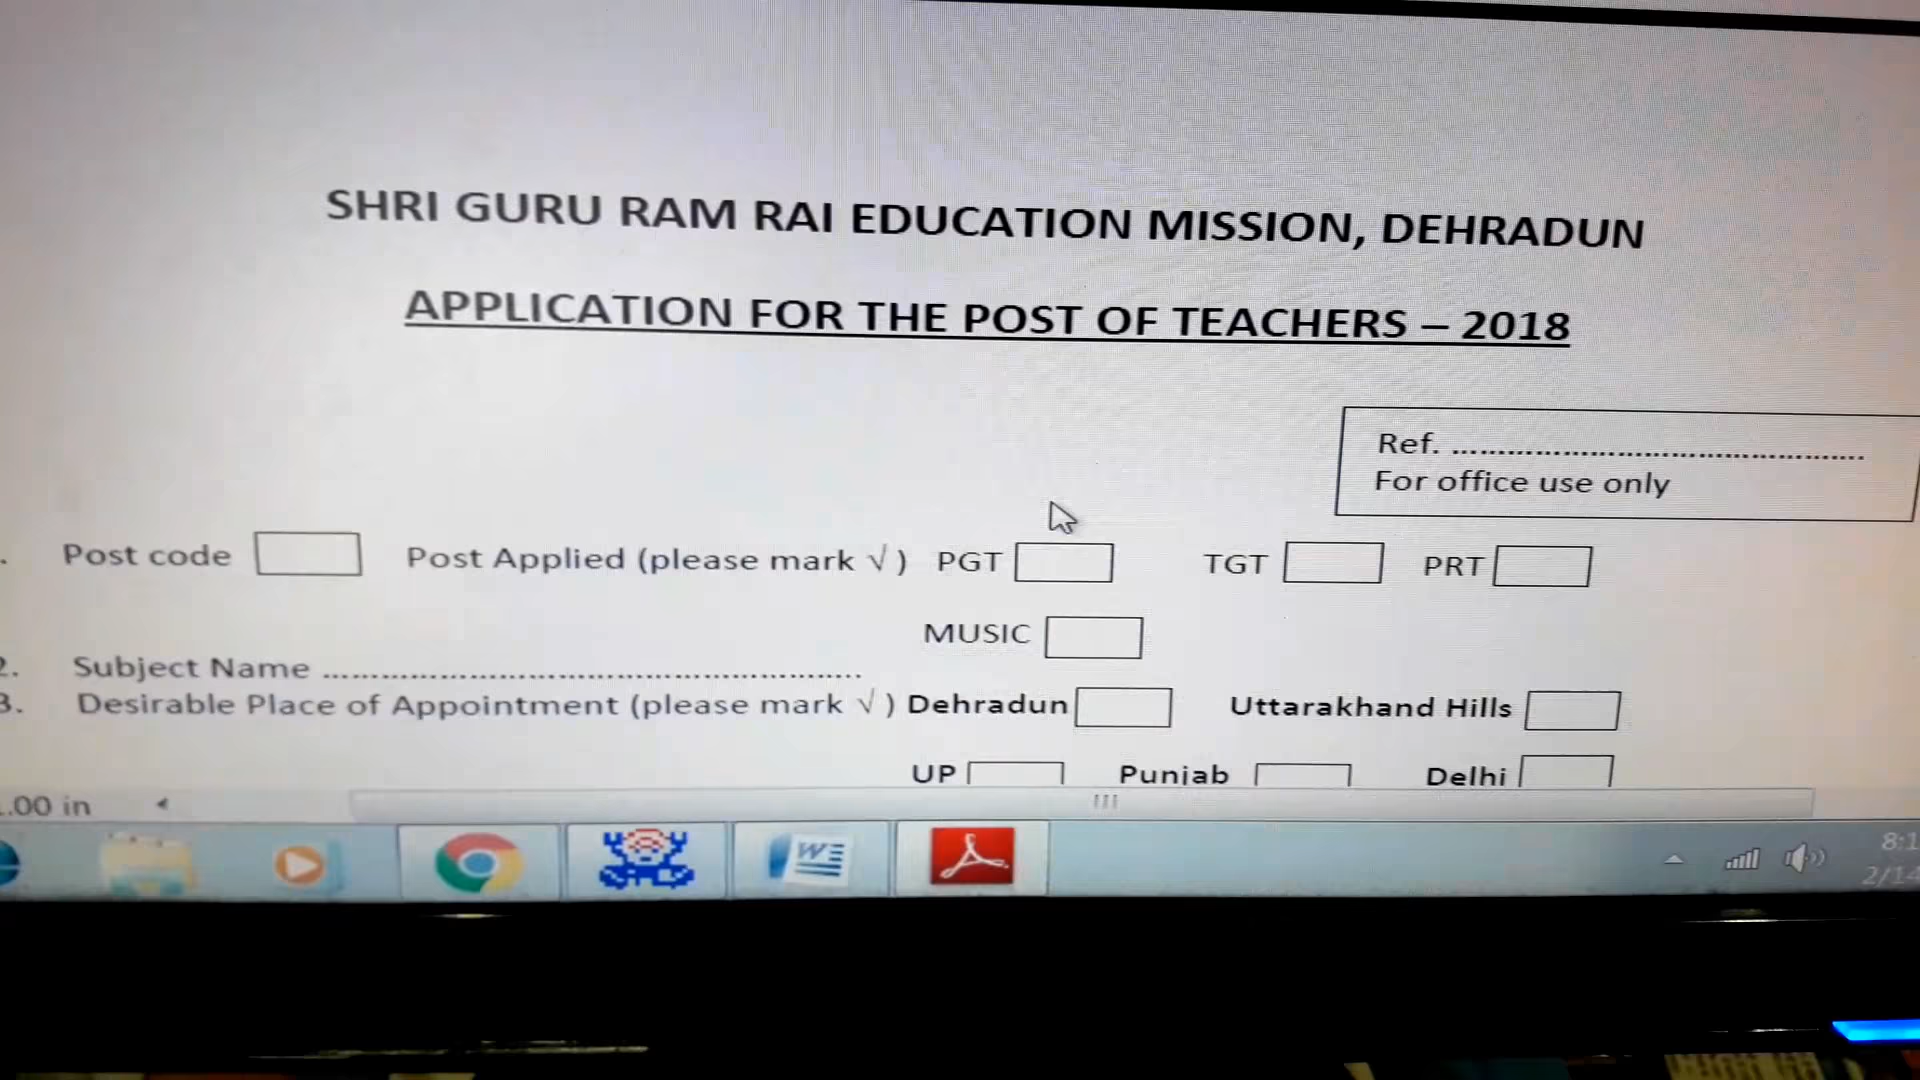 SHRI GURU RAM RAI EDUCATION MISSION, DEHRADUN
APPLICATION FOR THE POST OF TEACHERS – 2018
Ref. ....................................................
For office use only
Post code Post Applied (please mark √ ) PGT TGT PRT
MUSIC
2. Subject Name ........................................................
3. Desirable Place of Appointment (please mark √ ) Dehradun Uttarakhand Hills
UP Punjab Delhi
.00 in